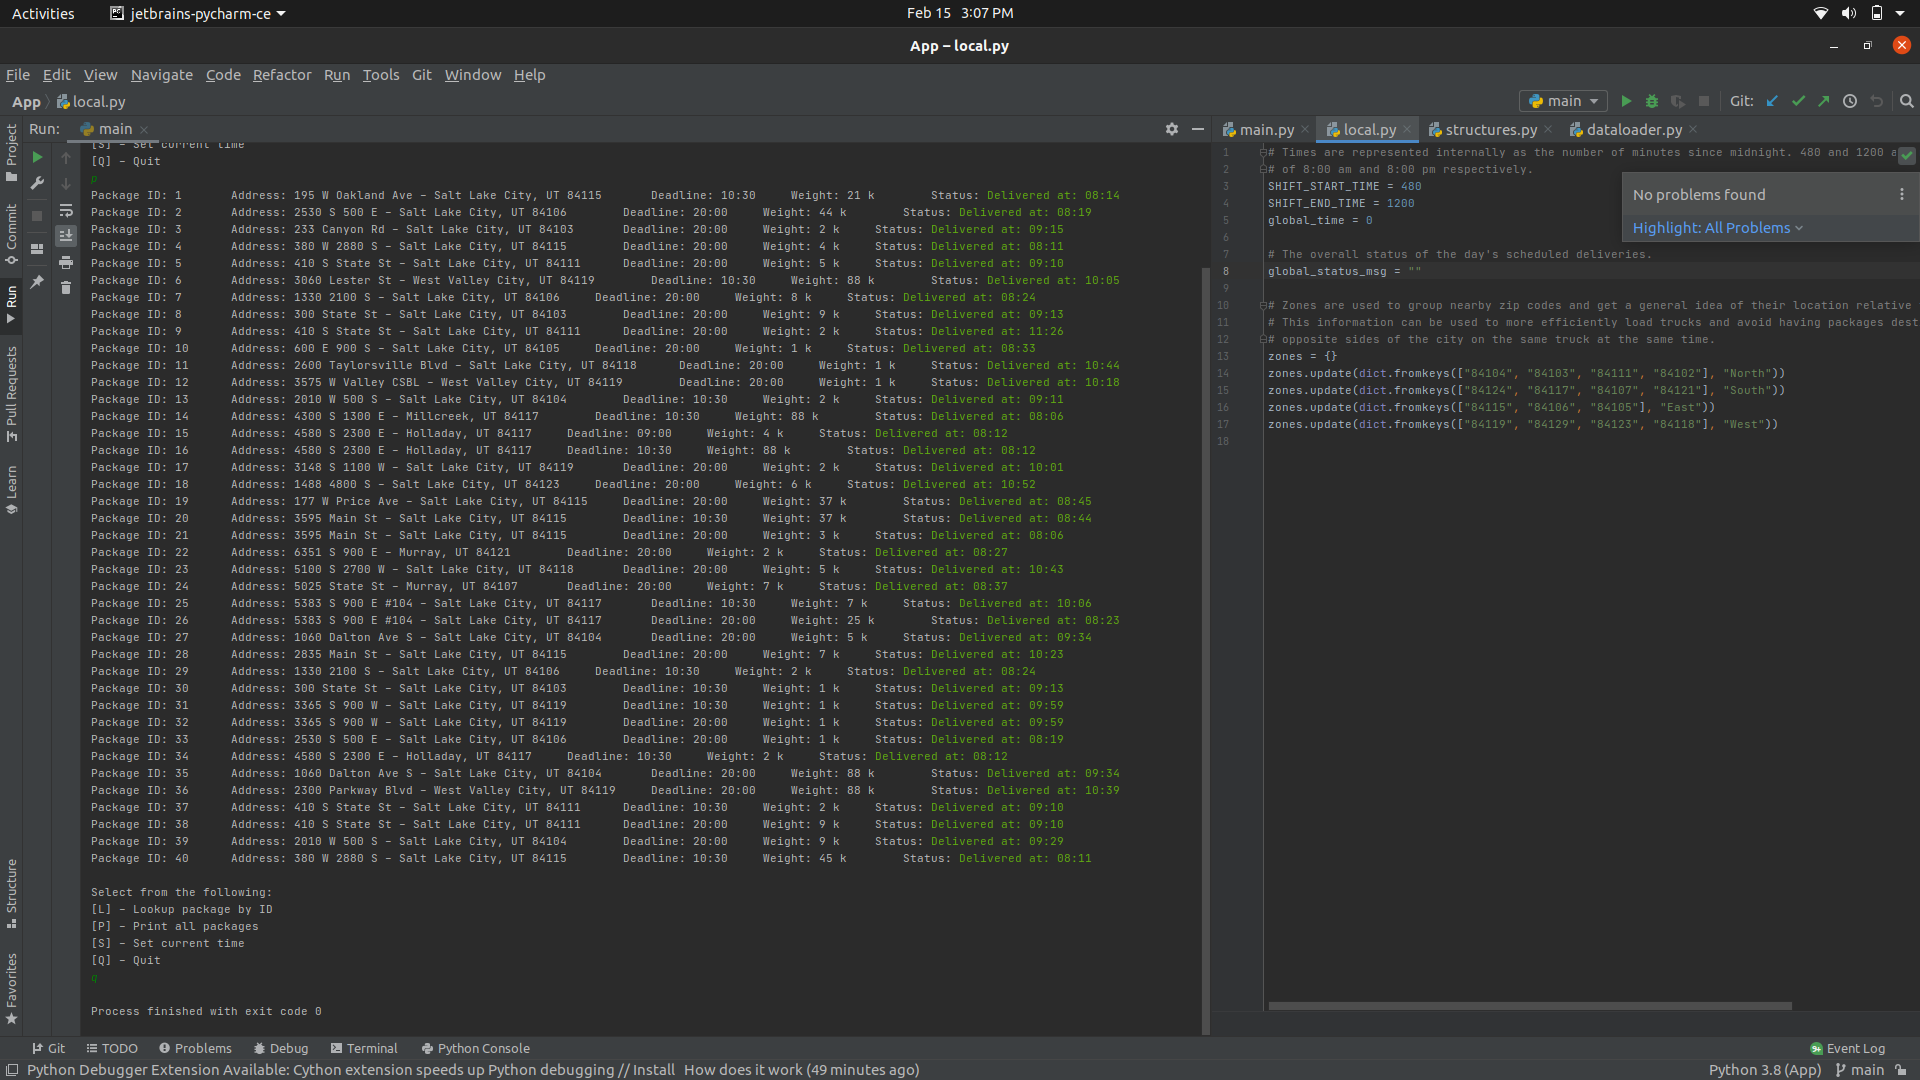 Activities jetbrains-pycharm-ce Feb 15 3:07 PM
App – local.py
File Edit View Navigate Code Refactor Run Tools Git Window Help
App local.py main Git:
Run: main main.py local.py structures.py dataloader.py
[S] - Set current time
[Q] - Quit
p
Package ID: 1 Address: 195 W Oakland Ave - Salt Lake City, UT 84115 Deadline: 10:30 Weight: 21 k Status: Delivered at: 08:14
Package ID: 2 Address: 2530 S 500 E - Salt Lake City, UT 84106 Deadline: 20:00 Weight: 44 k Status: Delivered at: 08:19
Package ID: 3 Address: 233 Canyon Rd - Salt Lake City, UT 84103 Deadline: 20:00 Weight: 2 k Status: Delivered at: 09:15
Package ID: 4 Address: 380 W 2880 S - Salt Lake City, UT 84115 Deadline: 20:00 Weight: 4 k Status: Delivered at: 08:11
Package ID: 5 Address: 410 S State St - Salt Lake City, UT 84111 Deadline: 20:00 Weight: 5 k Status: Delivered at: 09:10
Package ID: 6 Address: 3060 Lester St - West Valley City, UT 84119 Deadline: 10:30 Weight: 88 k Status: Delivered at: 10:05
Package ID: 7 Address: 1330 2100 S - Salt Lake City, UT 84106 Deadline: 20:00 Weight: 8 k Status: Delivered at: 08:24
Package ID: 8 Address: 300 State St - Salt Lake City, UT 84103 Deadline: 20:00 Weight: 9 k Status: Delivered at: 09:13
Package ID: 9 Address: 410 S State St - Salt Lake City, UT 84111 Deadline: 20:00 Weight: 2 k Status: Delivered at: 11:26
Package ID: 10 Address: 600 E 900 S - Salt Lake City, UT 84105 Deadline: 20:00 Weight: 1 k Status: Delivered at: 08:33
Package ID: 11 Address: 2600 Taylorsville Blvd - Salt Lake City, UT 84118 Deadline: 20:00 Weight: 1 k Status: Delivered at: 10:44
Package ID: 12 Address: 3575 W Valley CSBL - West Valley City, UT 84119 Deadline: 20:00 Weight: 1 k Status: Delivered at: 10:18
Package ID: 13 Address: 2010 W 500 S - Salt Lake City, UT 84104 Deadline: 10:30 Weight: 2 k Status: Delivered at: 09:11
Package ID: 14 Address: 4300 S 1300 E - Millcreek, UT 84117 Deadline: 10:30 Weight: 88 k Status: Delivered at: 08:06
Package ID: 15 Address: 4580 S 2300 E - Holladay, UT 84117 Deadline: 09:00 Weight: 4 k Status: Delivered at: 08:12
Package ID: 16 Address: 4580 S 2300 E - Holladay, UT 84117 Deadline: 10:30 Weight: 88 k Status: Delivered at: 08:12
Package ID: 17 Address: 3148 S 1100 W - Salt Lake City, UT 84119 Deadline: 20:00 Weight: 2 k Status: Delivered at: 10:01
Package ID: 18 Address: 1488 4800 S - Salt Lake City, UT 84123 Deadline: 20:00 Weight: 6 k Status: Delivered at: 10:52
Package ID: 19 Address: 177 W Price Ave - Salt Lake City, UT 84115 Deadline: 20:00 Weight: 37 k Status: Delivered at: 08:45
Package ID: 20 Address: 3595 Main St - Salt Lake City, UT 84115 Deadline: 10:30 Weight: 37 k Status: Delivered at: 08:44
Package ID: 21 Address: 3595 Main St - Salt Lake City, UT 84115 Deadline: 20:00 Weight: 3 k Status: Delivered at: 08:06
Package ID: 22 Address: 6351 S 900 E - Murray, UT 84121 Deadline: 20:00 Weight: 2 k Status: Delivered at: 08:27
Package ID: 23 Address: 5100 S 2700 W - Salt Lake City, UT 84118 Deadline: 20:00 Weight: 5 k Status: Delivered at: 10:43
Package ID: 24 Address: 5025 State St - Murray, UT 84107 Deadline: 20:00 Weight: 7 k Status: Delivered at: 08:37
Package ID: 25 Address: 5383 S 900 E #104 - Salt Lake City, UT 84117 Deadline: 10:30 Weight: 7 k Status: Delivered at: 10:06
Package ID: 26 Address: 5383 S 900 E #104 - Salt Lake City, UT 84117 Deadline: 20:00 Weight: 25 k Status: Delivered at: 08:23
Package ID: 27 Address: 1060 Dalton Ave S - Salt Lake City, UT 84104 Deadline: 20:00 Weight: 5 k Status: Delivered at: 09:34
Package ID: 28 Address: 2835 Main St - Salt Lake City, UT 84115 Deadline: 20:00 Weight: 7 k Status: Delivered at: 10:23
Package ID: 29 Address: 1330 2100 S - Salt Lake City, UT 84106 Deadline: 10:30 Weight: 2 k Status: Delivered at: 08:24
Package ID: 30 Address: 300 State St - Salt Lake City, UT 84103 Deadline: 10:30 Weight: 1 k Status: Delivered at: 09:13
Package ID: 31 Address: 3365 S 900 W - Salt Lake City, UT 84119 Deadline: 10:30 Weight: 1 k Status: Delivered at: 09:59
Package ID: 32 Address: 3365 S 900 W - Salt Lake City, UT 84119 Deadline: 20:00 Weight: 1 k Status: Delivered at: 09:59
Package ID: 33 Address: 2530 S 500 E - Salt Lake City, UT 84106 Deadline: 20:00 Weight: 1 k Status: Delivered at: 08:19
Package ID: 34 Address: 4580 S 2300 E - Holladay, UT 84117 Deadline: 10:30 Weight: 2 k Status: Delivered at: 08:12
Package ID: 35 Address: 1060 Dalton Ave S - Salt Lake City, UT 84104 Deadline: 20:00 Weight: 88 k Status: Delivered at: 09:34
Package ID: 36 Address: 2300 Parkway Blvd - West Valley City, UT 84119 Deadline: 20:00 Weight: 88 k Status: Delivered at: 10:39
Package ID: 37 Address: 410 S State St - Salt Lake City, UT 84111 Deadline: 10:30 Weight: 2 k Status: Delivered at: 09:10
Package ID: 38 Address: 410 S State St - Salt Lake City, UT 84111 Deadline: 20:00 Weight: 9 k Status: Delivered at: 09:10
Package ID: 39 Address: 2010 W 500 S - Salt Lake City, UT 84104 Deadline: 20:00 Weight: 9 k Status: Delivered at: 09:29
Package ID: 40 Address: 380 W 2880 S - Salt Lake City, UT 84115 Deadline: 10:30 Weight: 45 k Status: Delivered at: 08:11
Select from the following:
[L] - Lookup package by ID
[P] - Print all packages
[S] - Set current time
[Q] - Quit
q
Process finished with exit code 0
1 # Times are represented internally as the number of minutes since midnight. 480 and 1200 a
2 # of 8:00 am and 8:00 pm respectively.
3 SHIFT_START_TIME = 480
4 SHIFT_END_TIME = 1200
5 global_time = 0
6
7 # The overall status of the day's scheduled deliveries.
8 global_status_msg = ""
9
10 # Zones are used to group nearby zip codes and get a general idea of their location relative
11 # This information can be used to more efficiently load trucks and avoid having packages dest
12 # opposite sides of the city on the same truck at the same time.
13 zones = {}
14 zones.update(dict.fromkeys(["84104", "84103", "84111", "84102"], "North"))
15 zones.update(dict.fromkeys(["84124", "84117", "84107", "84121"], "South"))
16 zones.update(dict.fromkeys(["84115", "84106", "84105"], "East"))
17 zones.update(dict.fromkeys(["84119", "84129", "84123", "84118"], "West"))
18
No problems found
Highlight: All Problems
Project
Commit
Run
Pull Requests
Learn
Structure
Favorites
Git TODO Problems Debug Terminal Python Console 9+ Event Log
Python Debugger Extension Available: Cython extension speeds up Python debugging // Install How does it work (49 minutes ago) Python 3.8 (App) main